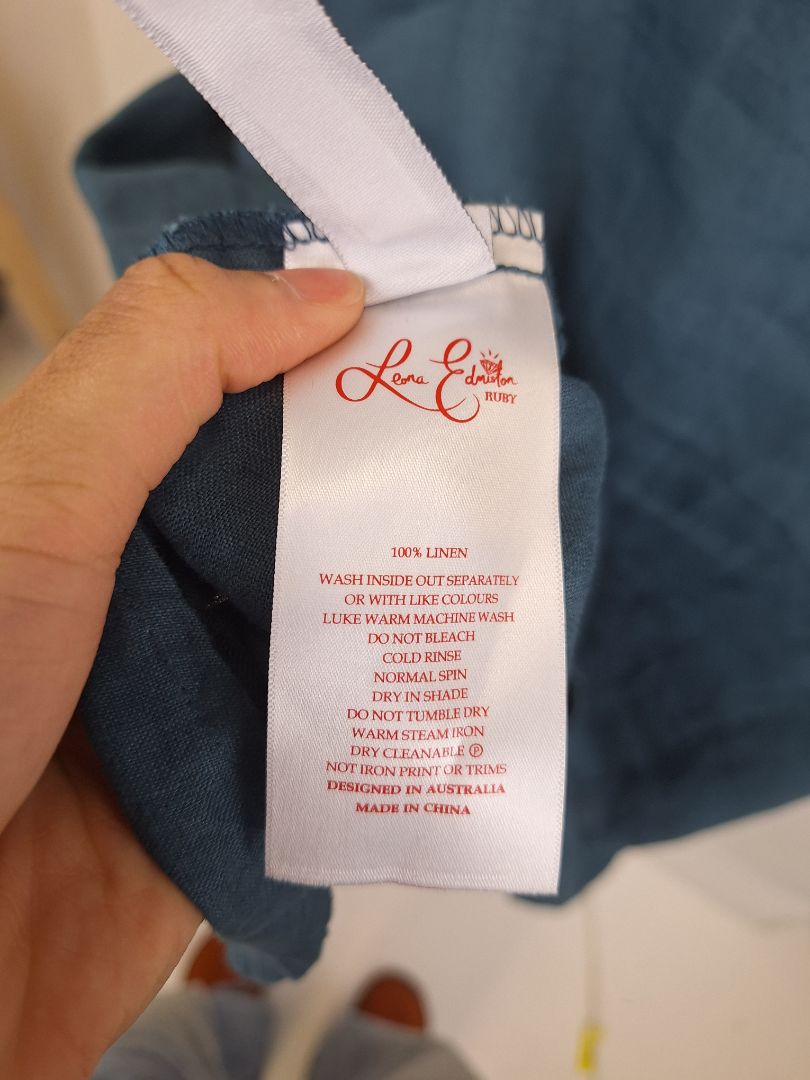 Leona Edmiston
RUBY
100% LINEN
WASH INSIDE OUT SEPARATELY
OR WITH LIKE COLOURS
LUKE WARM MACHINE WASH
DO NOT BLEACH
COLD RINSE
NORMAL SPIN
DRY IN SHADE
DO NOT TUMBLE DRY
WARM STEAM IRON
DRY CLEANABLE Ⓟ
NOT IRON PRINT OR TRIMS
DESIGNED IN AUSTRALIA
MADE IN CHINA